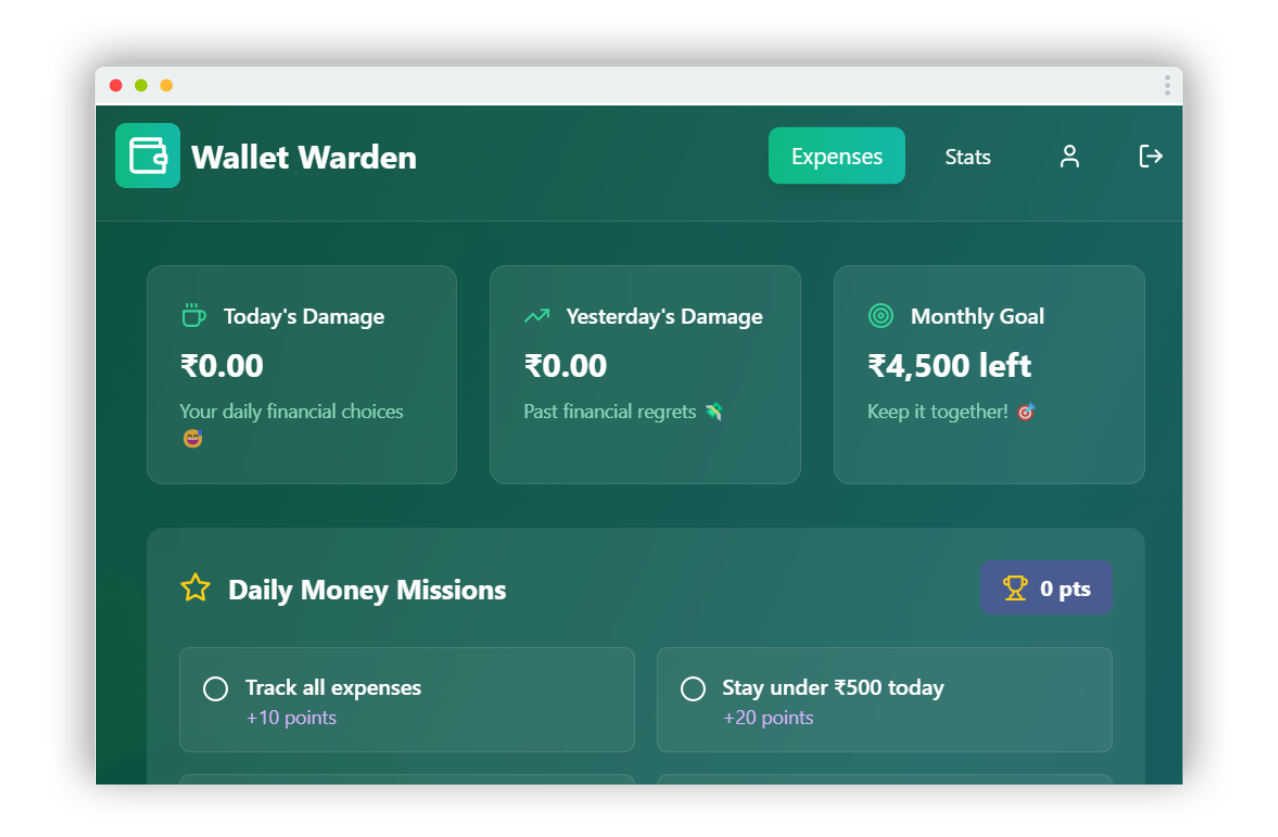 Wallet Warden
Expenses
Stats
Today's Damage
₹0.00
Your daily financial choices
😅
Yesterday's Damage
₹0.00
Past financial regrets 💸
Monthly Goal
₹4,500 left
Keep it together! 🎯
Daily Money Missions
0 pts
Track all expenses
+10 points
Stay under ₹500 today
+20 points